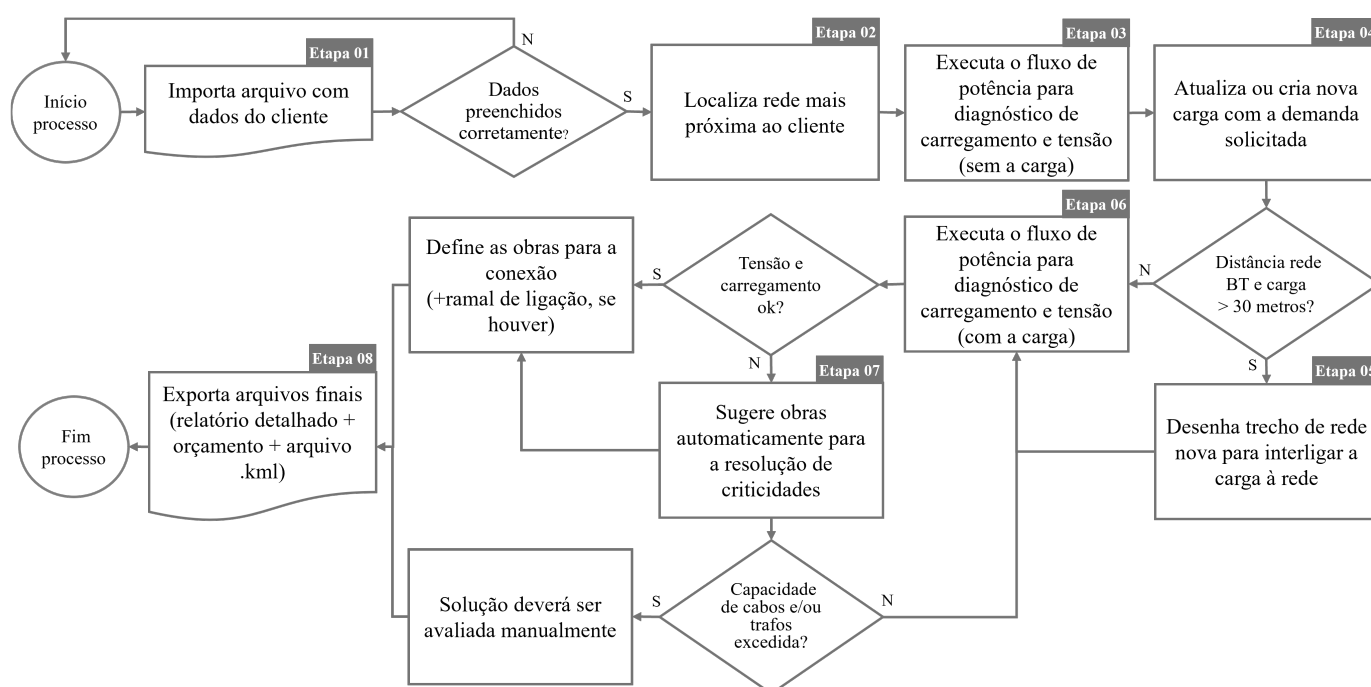 Início
processo
Etapa 01
Importa arquivo com
dados do cliente
N
Dados
preenchidos
corretamente?
S
Etapa 02
Localiza rede mais
próxima ao cliente
Etapa 03
Executa o fluxo de
potência para
diagnóstico de
carregamento e tensão
(sem a carga)
Etapa 04
Atualiza ou cria nova
carga com a demanda
solicitada
Distância rede
BT e carga
> 30 metros?
N
S
Etapa 05
Desenha trecho de rede
nova para interligar a
carga à rede
Etapa 06
Executa o fluxo de
potência para
diagnóstico de
carregamento e tensão
(com a carga)
Tensão e
carregamento
ok?
S
N
Define as obras para a
conexão
(+ramal de ligação, se
houver)
Etapa 07
Sugere obras
automaticamente para
a resolução de
criticidades
Capacidade
de cabos e/ou
trafos
excedida?
S
N
Solução deverá ser
avaliada manualmente
Etapa 08
Exporta arquivos finais
(relatório detalhado +
orçamento + arquivo
.kml)
Fim
processo